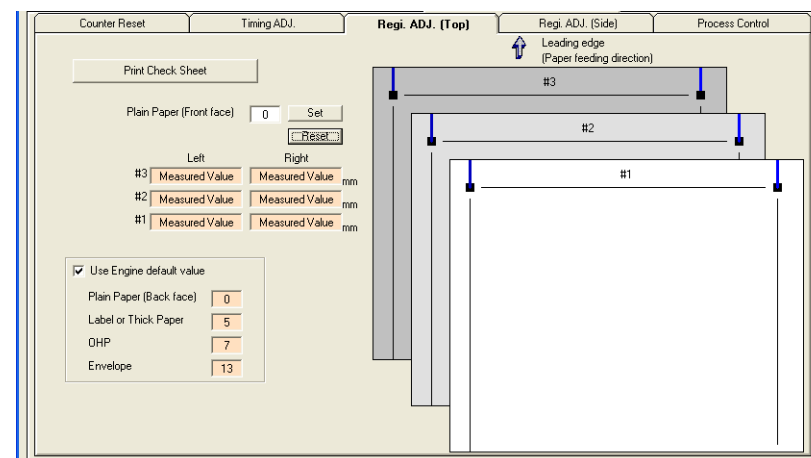 Counter Reset
Timing ADJ.
Regi. ADJ. (Top)
Regi. ADJ. (Side)
Process Control
Leading edge
(Paper feeding direction)
Print Check Sheet
Plain Paper (Front face) 0 Set
Reset
Left Right
#3 Measured Value Measured Value mm
#2 Measured Value Measured Value mm
#1 Measured Value Measured Value mm
Use Engine default value
Plain Paper (Back face) 0
Label or Thick Paper 5
OHP 7
Envelope 13
#3
#2
#1